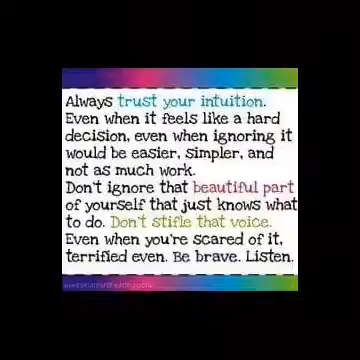 Always trust your intuition.
Even when it feels like a hard
decision, even when ignoring it
would be easier, simpler, and
not as much work.
Don't ignore that beautiful part
of yourself that just knows what
to do. Don't stifle that voice.
Even when you're scared of it,
terrified even. Be brave. Listen.